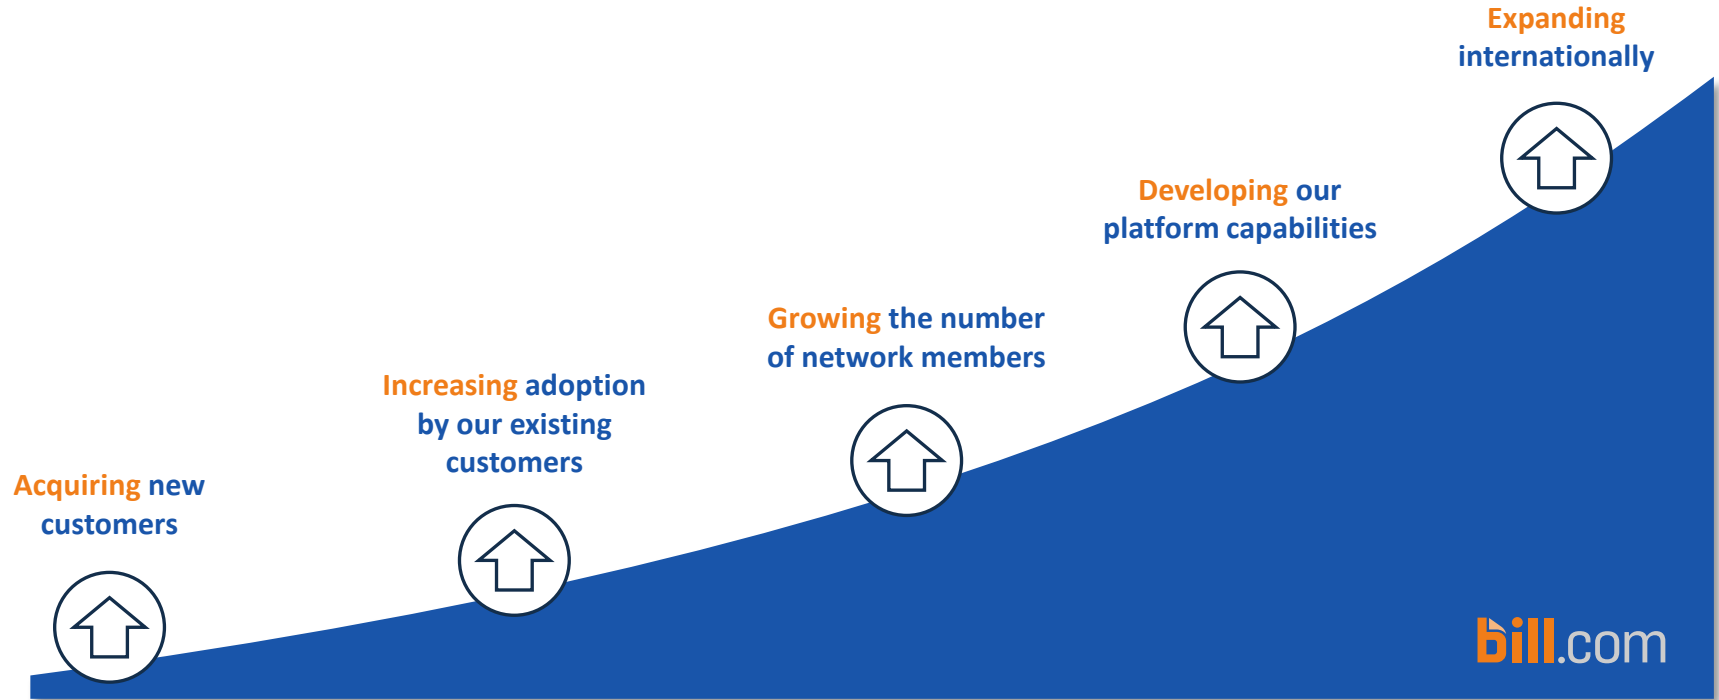 Acquiring new
customers
Increasing adoption
by our existing
customers
Growing the number
of network members
Developing our
platform capabilities
Expanding
internationally
bill.com